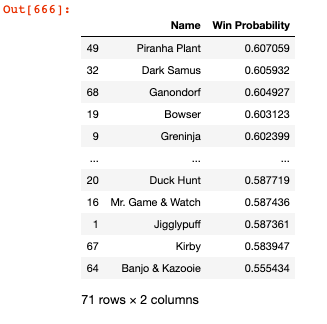 Out[666]:
Name Win Probability
49 Piranha Plant 0.607059
32 Dark Samus 0.605932
68 Ganondorf 0.604927
19 Bowser 0.603123
9 Greninja 0.602399
... ... ...
20 Duck Hunt 0.587719
16 Mr. Game & Watch 0.587436
1 Jigglypuff 0.587361
67 Kirby 0.583947
64 Banjo & Kazooie 0.555434
71 rows × 2 columns